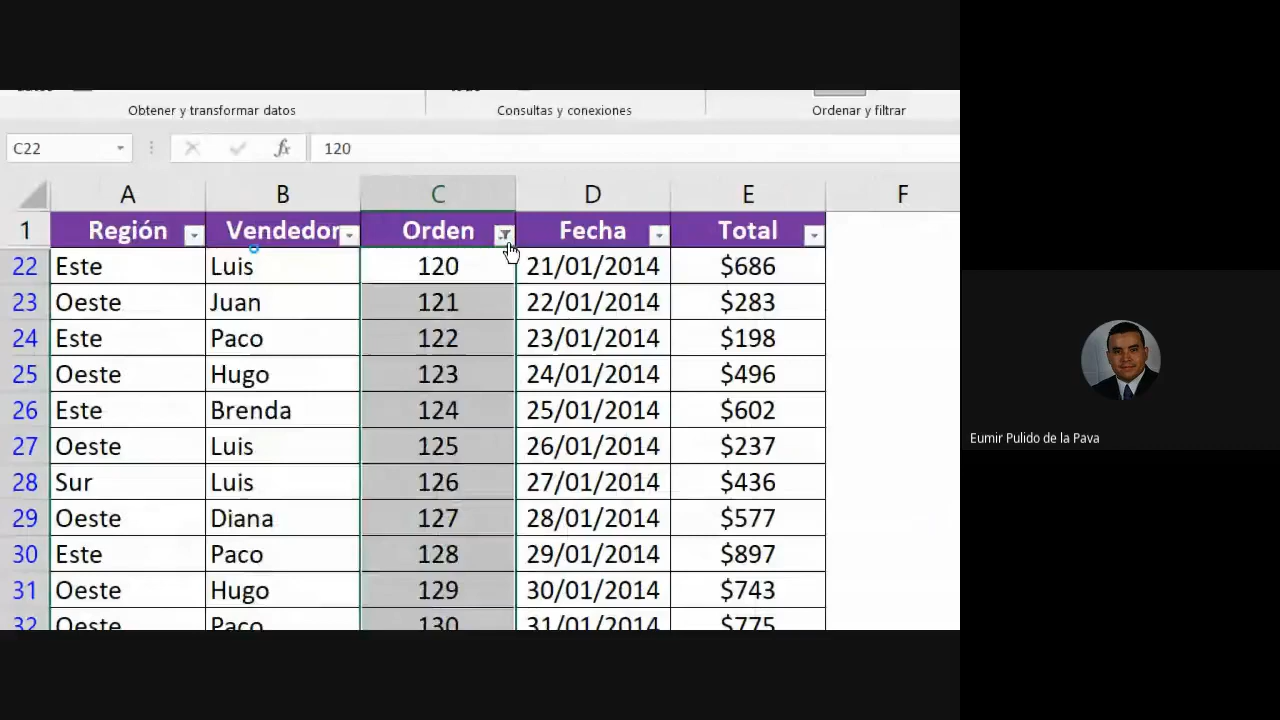 Obtener y transformar datos Consultas y conexiones Ordenar y filtrar
C22 fx 120
A B C D E F
1 Región Vendedor Orden Fecha Total
22 Este Luis 120 21/01/2014 $686
23 Oeste Juan 121 22/01/2014 $283
24 Este Paco 122 23/01/2014 $198
25 Oeste Hugo 123 24/01/2014 $496
26 Este Brenda 124 25/01/2014 $602
27 Oeste Luis 125 26/01/2014 $237
28 Sur Luis 126 27/01/2014 $436
29 Oeste Diana 127 28/01/2014 $577
30 Este Paco 128 29/01/2014 $897
31 Oeste Hugo 129 30/01/2014 $743
32 Oeste Paco 130 31/01/2014 $775
Eumir Pulido de la Pava